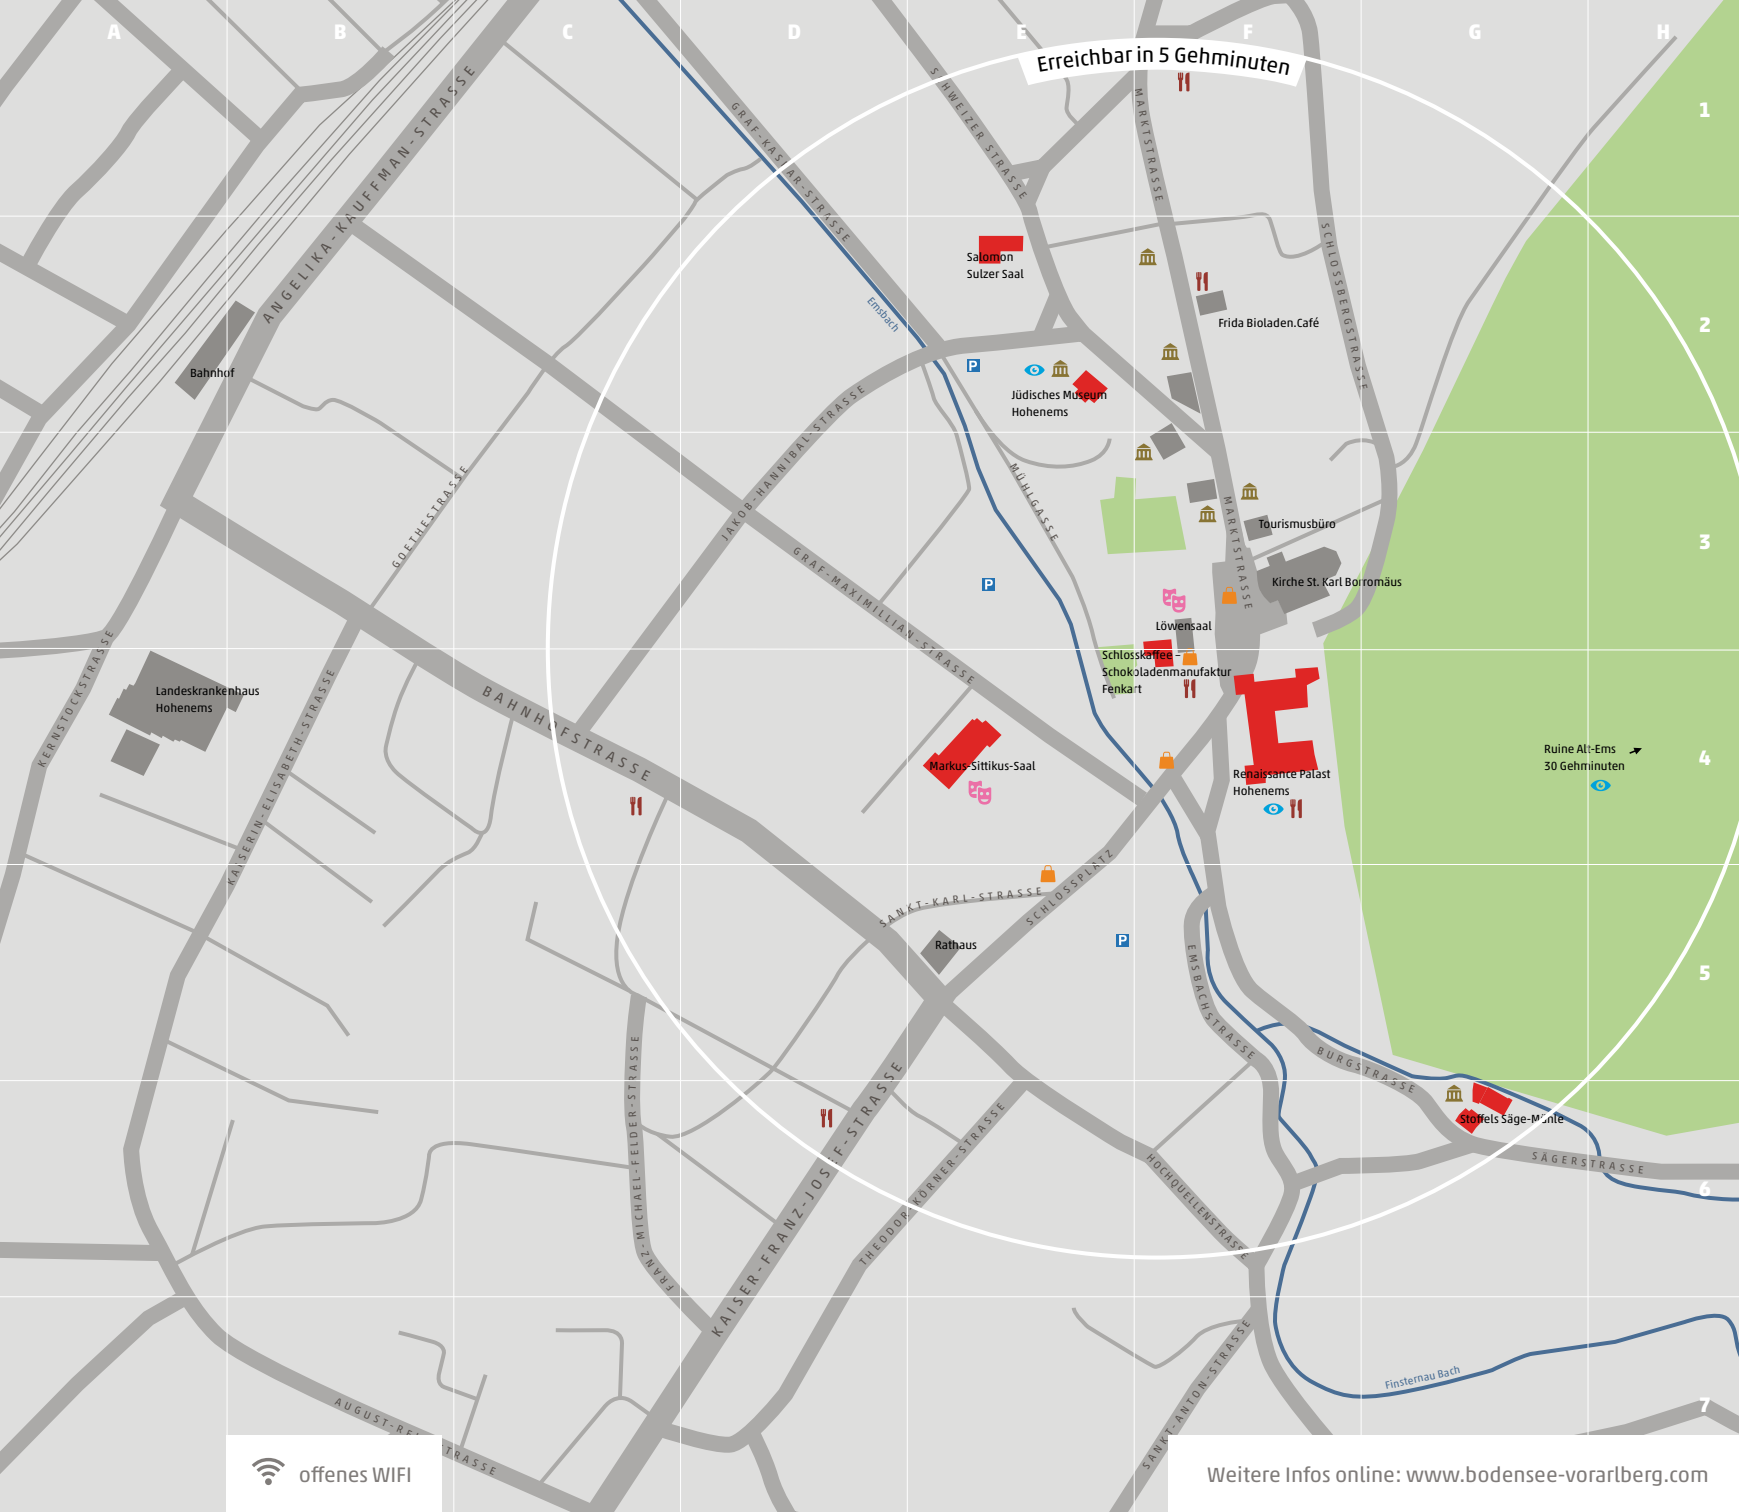 A
B
C
D
E
F
G
H
Erreichbar in 5 Gehminuten
1
2
3
4
5
6
7
ANGELIKA-KAUFFMAN-STRASSE
GRAF-KASPAR-STRASSE
SCHWEIZER STRASSE
MARKTSTRASSE
SCHLOSSBERGSTRASSE
Salomon
Sulzer Saal
Emsbach
Frida Bioladen.Café
Bahnhof
P
Jüdisches Museum
Hohenems
JAKOB-HANNIBAL-STRASSE
MÜHLGASSE
GOETHESTRASSE
MARKTSTRASSE
Tourismusbüro
Kirche St. Karl Borromäus
P
GRAF-MAXIMILLIAN-STRASSE
Löwensaal
Schlosskaffee –
Schokoladenmanufaktur
Fenkart
KERNSTOCKSTRASSE
Landeskrankenhaus
Hohenems
KAISERIN-ELISABETH-STRASSE
BAHNHOFSTRASSE
Markus-Sittikus-Saal
Renaissance Palast
Hohenems
Ruine Alt-Ems
30 Gehminuten
SANKT-KARL-STRASSE
SCHLOSSPLATZ
Rathaus
P
EMSBACHSTRASSE
BURGSTRASSE
Stoffels Säge-Mühle
SÄGERSTRASSE
FRANZ-MICHAEL-FELDER-STRASSE
KAISER-FRANZ-JOSEF-STRASSE
THEODOR-KÖRNER-STRASSE
HOCHQUELLENSTRASSE
SANKT-ANTON-STRASSE
Finsternau Bach
offenes WIFI
Weitere Infos online: www.bodensee-vorarlberg.com